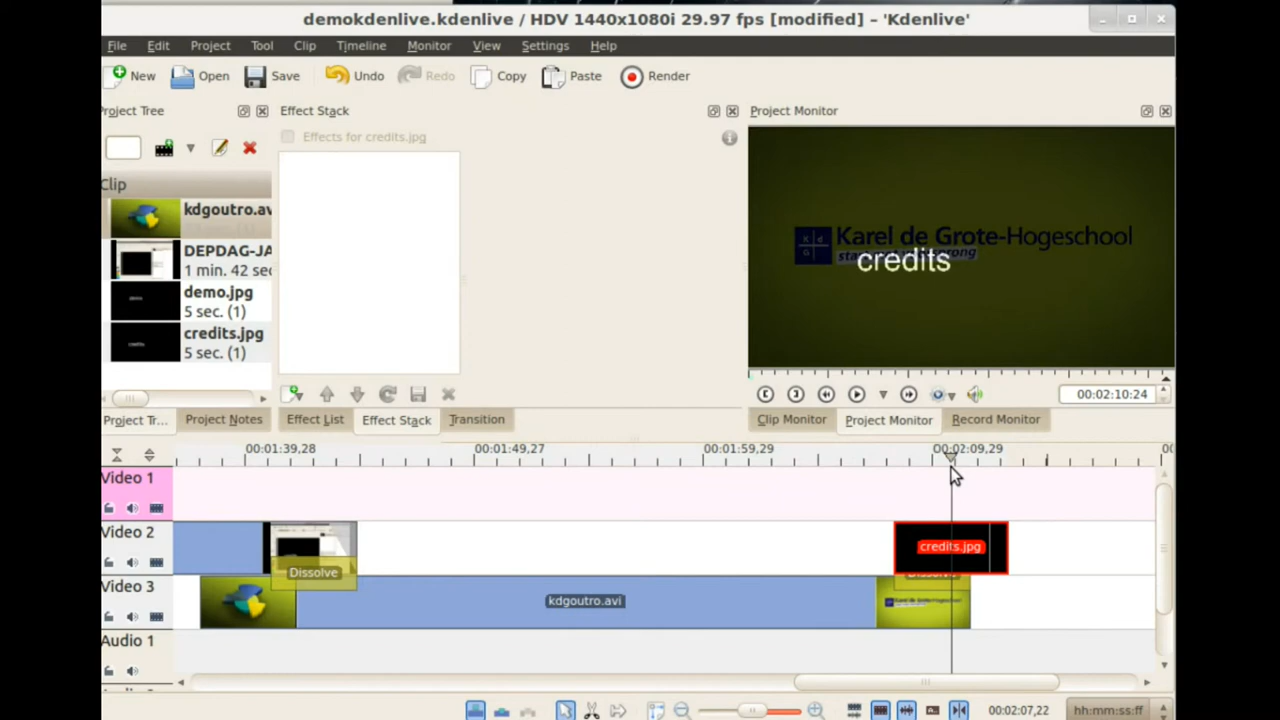 demokdenlive.kdenlive / HDV 1440x1080i 29.97 fps [modified] – 'Kdenlive'
File Edit Project Tool Clip Timeline Monitor View Settings Help
New Open Save Undo Redo Copy Paste Render
Project Tree Effect Stack Project Monitor
Effects for credits.jpg
Clip
kdgoutro.av
DEPDAG-JA
1 min. 42 sec
demo.jpg
5 sec. (1)
credits.jpg
5 sec. (1)
Karel de Grote-Hogeschool
credits
00:02:10:24
Project Tr... Project Notes Effect List Effect Stack Transition Clip Monitor Project Monitor Record Monitor
00:01:39,28 00:01:49,27 00:01:59,29 00:02:09,29 00
Video 1
Video 2
credits.jpg
Dissolve
Video 3
kdgoutro.avi
Dissolve
Audio 1
00:02:07,22 hh:mm:ss:ff